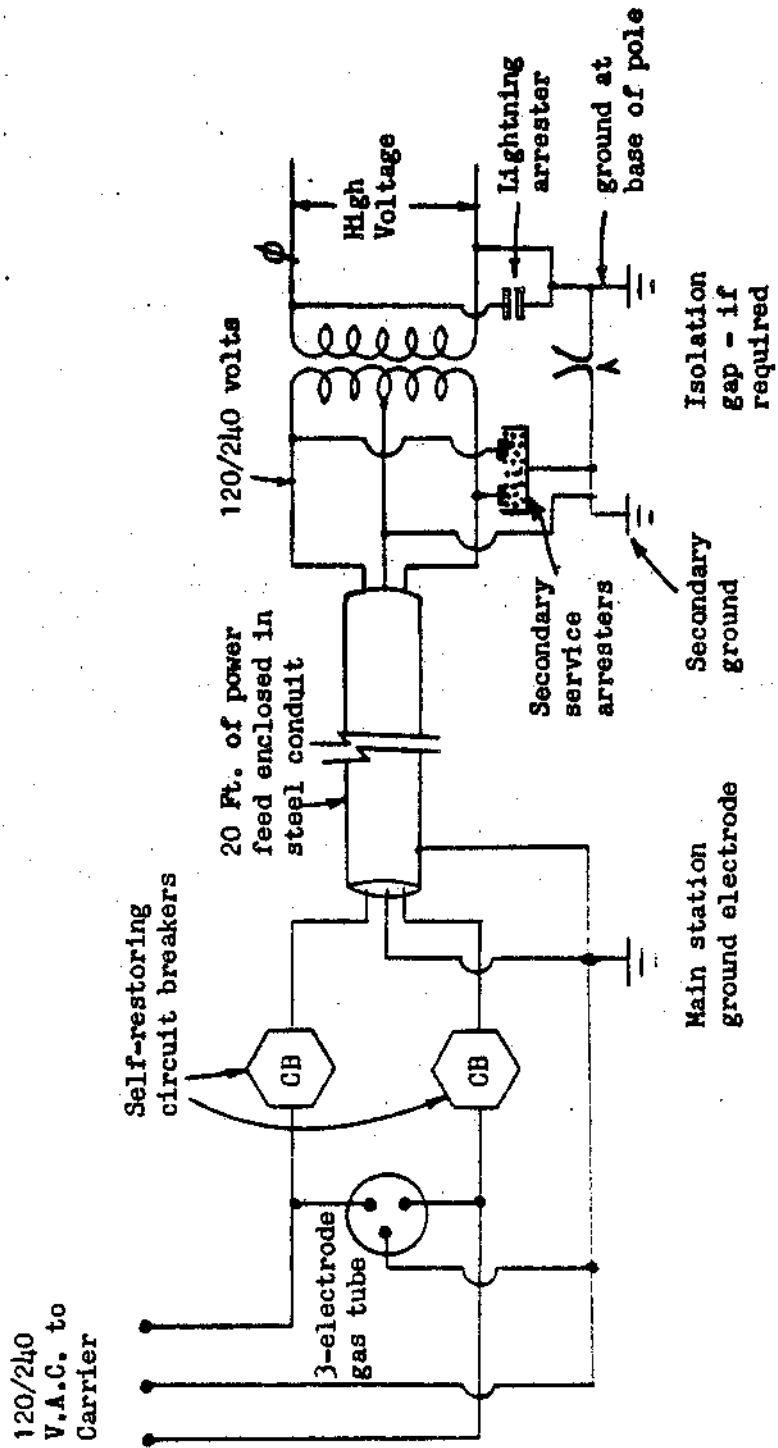 120/240
V.A.C. to
Carrier
Self-restoring
circuit breakers
CB
CB
3-electrode
gas tube
20 Ft. of power
feed enclosed in
steel conduit
Main station
ground electrode
120/240 volts
Secondary
service
arresters
Secondary
ground
ϕ
High
Voltage
Lightning
arrester
ground at
base of pole
Isolation
gap - if
required